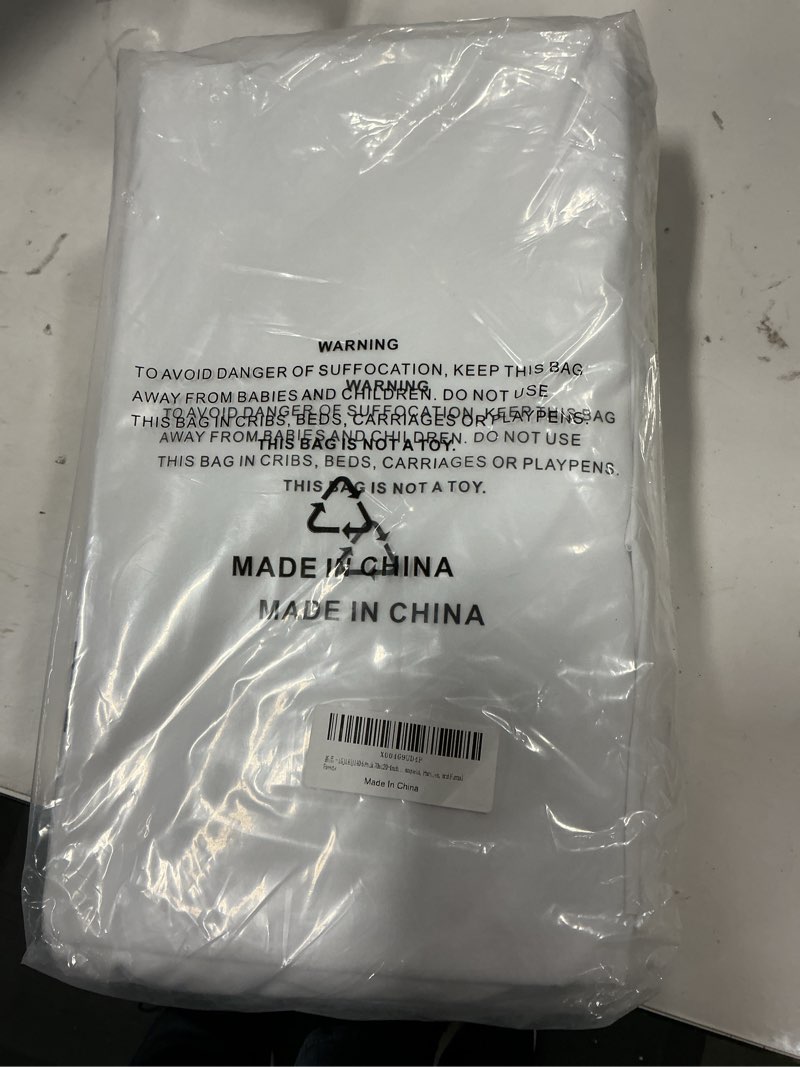 WARNING
TO AVOID DANGER OF SUFFOCATION, KEEP THIS BAG
AWAY FROM BABIES AND CHILDREN. DO NOT USE
THIS BAG IN CRIBS, BEDS, CARRIAGES OR PLAYPENS.
THIS BAG IS NOT A TOY.
WARNING
TO AVOID DANGER OF SUFFOCATION, KEEP THIS BAG
AWAY FROM BABIES AND CHILDREN. DO NOT USE
THIS BAG IN CRIBS, BEDS, CARRIAGES OR PLAYPENS.
THIS BAG IS NOT A TOY.
MADE IN CHINA
MADE IN CHINA
Made In China